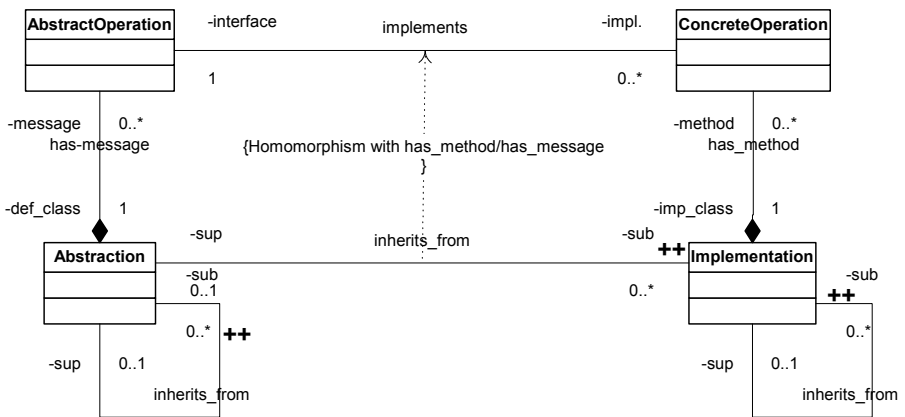 AbstractOperation
-interface
implements
-impl.
ConcreteOperation
1
0..*
-message
0..*
has-message
-method
0..*
has_method
{Homomorphism with has_method/has_message
}
-def_class
1
-imp_class
1
-sup
inherits_from
-sub
++
Abstraction
Implementation
-sub
0..1
0..*
-sub
++
0..*
++
0..*
-sup
0..1
-sup
0..1
inherits_from
inherits_from